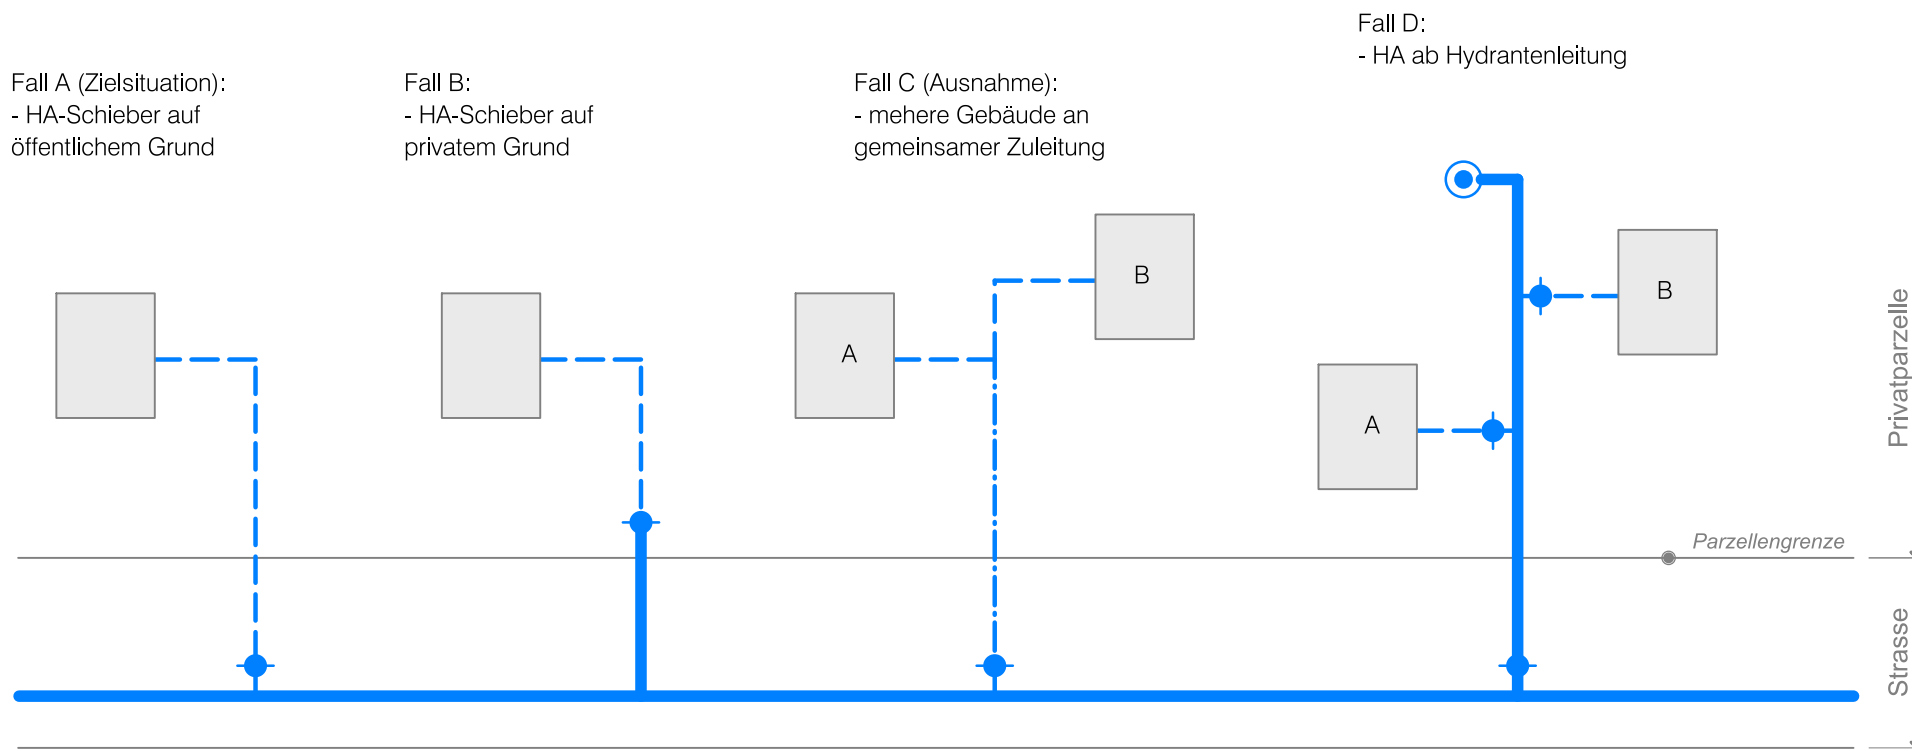 Fall A (Zielsituation):
- HA-Schieber auf
öffentlichem Grund
Fall B:
- HA-Schieber auf
privatem Grund
Fall C (Ausnahme):
- mehere Gebäude an
gemeinsamer Zuleitung
Fall D:
- HA ab Hydrantenleitung
A
B
A
B
Parzellengrenze
Privatparzelle
Strasse